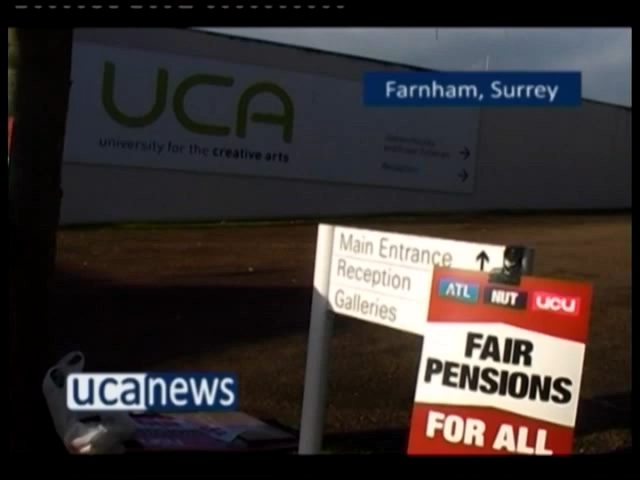 UCA
university for the creative arts
Reception
Farnham, Surrey
Main Entrance
Reception
Galleries
ATL NUT UCU
FAIR
PENSIONS
FOR ALL
ucanews